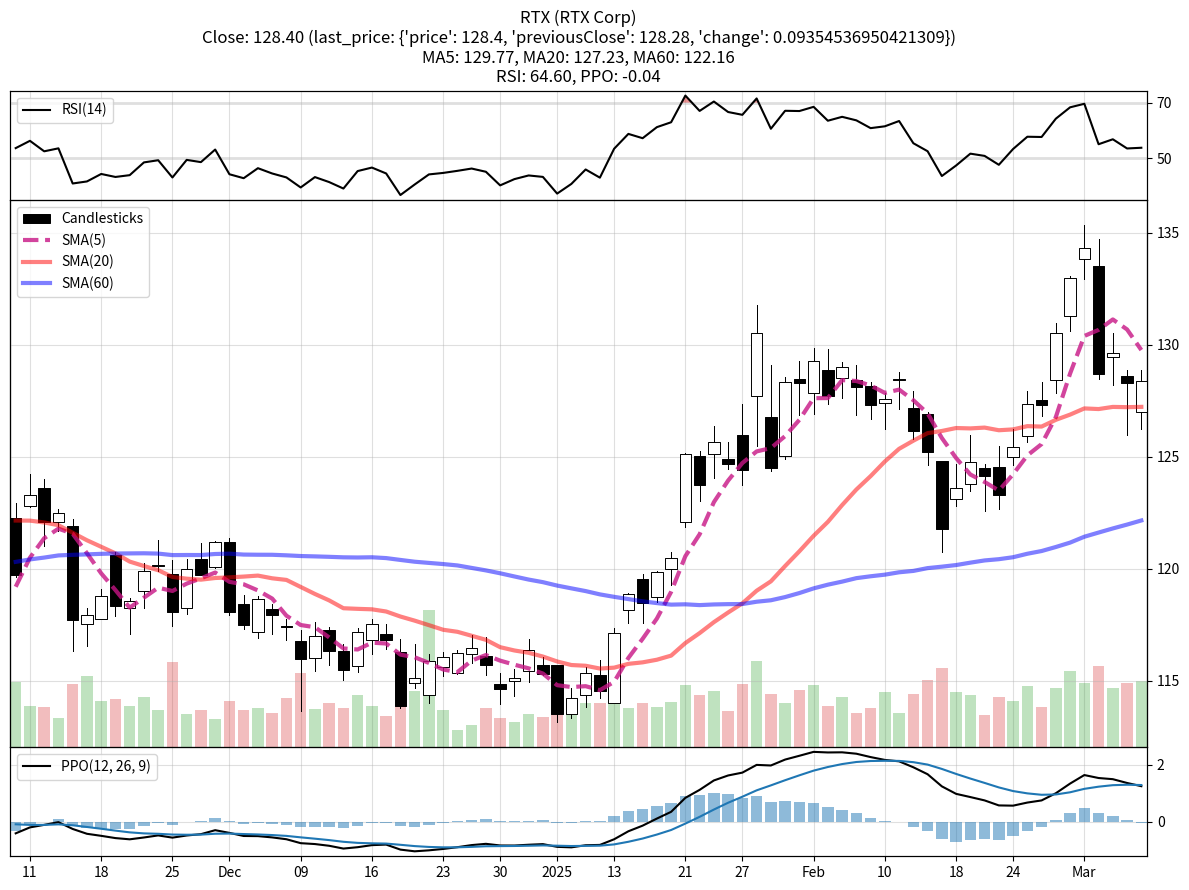 RTX (RTX Corp)
Close: 128.40 (last_price: {'price': 128.4, 'previousClose': 128.28, 'change': 0.09354536950421309})
MA5: 129.77, MA20: 127.23, MA60: 122.16
RSI: 64.60, PPO: -0.04
RSI(14)
70
50
Candlesticks
SMA(5)
SMA(20)
SMA(60)
135
130
125
120
115
PPO(12, 26, 9)
2
0
11 18 25 Dec 09 16 23 30 2025 13 21 27 Feb 10 18 24 Mar